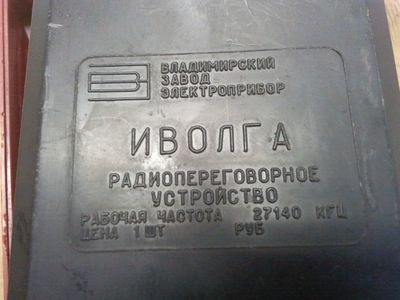 ВЛАДИМИРСКИЙ
ЗАВОД
ЭЛЕКТРОПРИБОР
ИВОЛГА
РАДИОПЕРЕГОВОРНОЕ
УСТРОЙСТВО
РАБОЧАЯ ЧАСТОТА 27140 КГЦ
ЦЕНА 1 ШТ РУБ